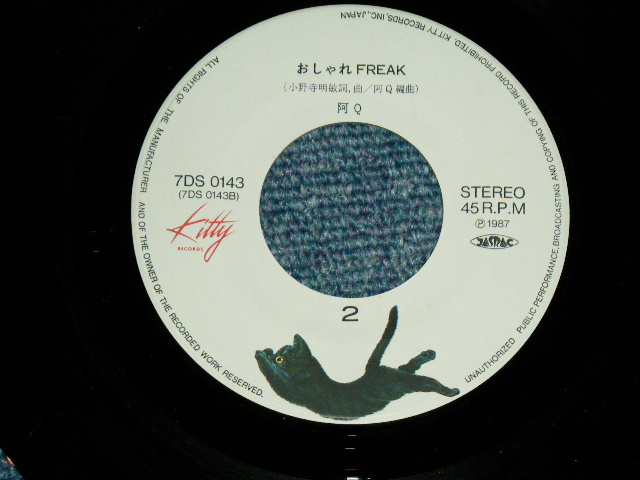 おしゃれ FREAK
(小野寺明敏詞,曲/阿Q編曲)
阿 Q
7DS 0143
(7DS 0143B)
Kitty
RECORDS
STEREO
45 R.P.M
Ⓟ1987
JASRAC
2
ALL RIGHTS OF THE MANUFACTURER AND OF THE OWNER OF THE RECORDED WORK RESERVED.
UNAUTHORIZED PUBLIC PERFORMANCE,BROADCASTING AND COPYING OF THIS RECORD PROHIBITED. KITTY RECORDS, INC., JAPAN